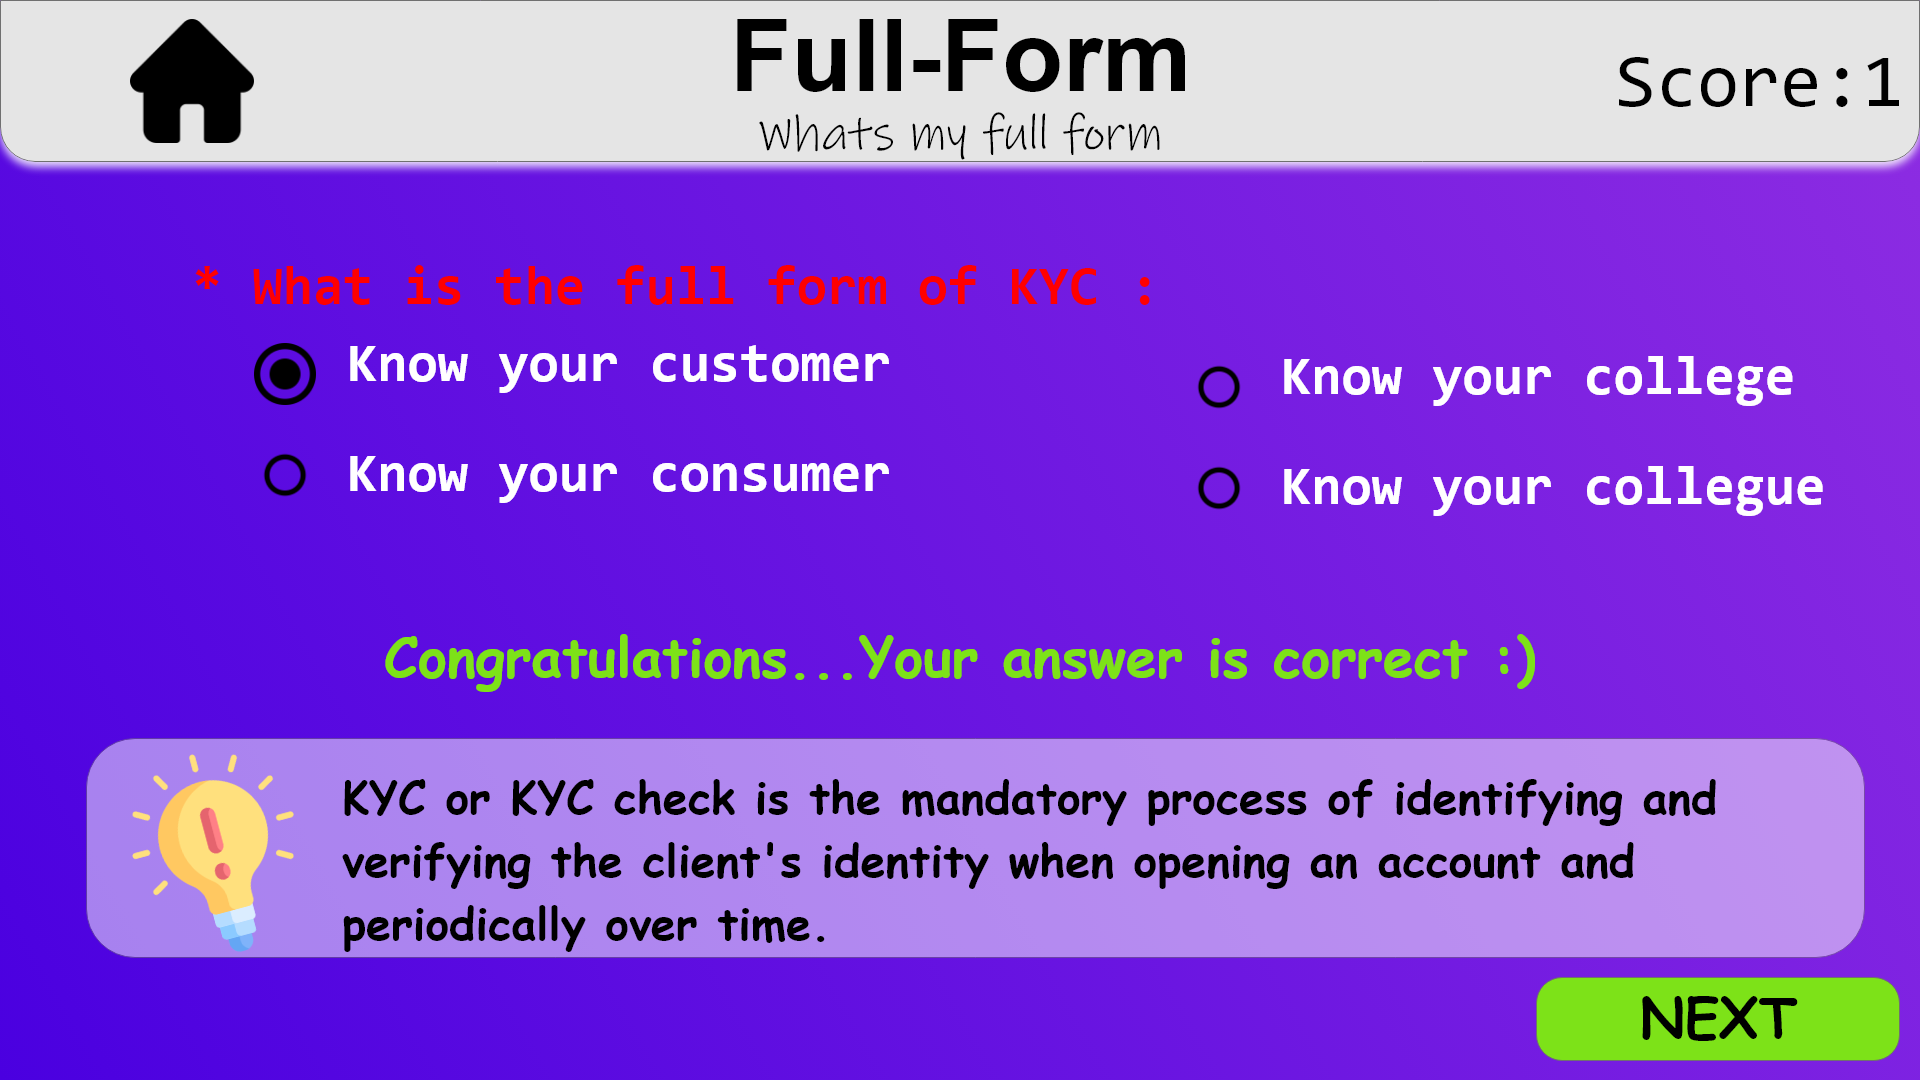 Full-Form
Whats my full form
Score:1
* What is the full form of KYC :
Know your customer
Know your college
Know your consumer
Know your collegue
Congratulations...Your answer is correct :)
KYC or KYC check is the mandatory process of identifying and
verifying the client's identity when opening an account and
periodically over time.
NEXT